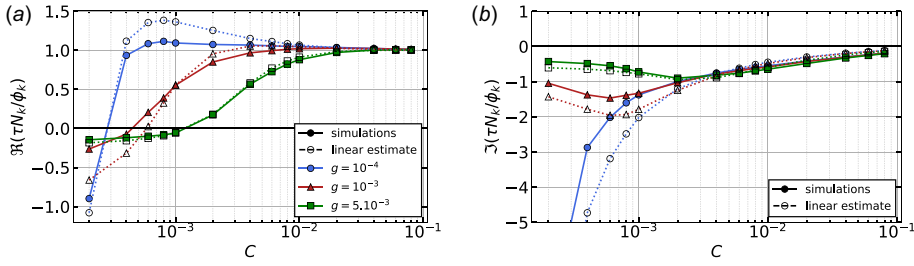 (a)
1.5
1.0
0.5
0.0
−0.5
−1.0
ℜ(τN_k/ϕ_k)
simulations
linear estimate
g = 10⁻⁴
g = 10⁻³
g = 5.10⁻³
10⁻³
10⁻²
10⁻¹
C
(b)
0
−1
−2
−3
−4
−5
ℑ(τN_k/ϕ_k)
simulations
linear estimate
10⁻³
10⁻²
10⁻¹
C